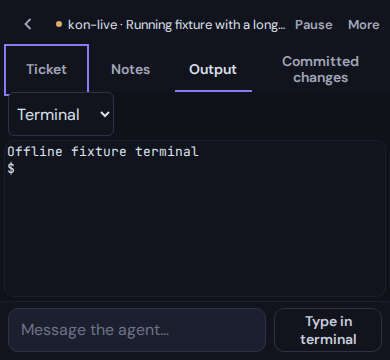 kon-live · Running fixture with a long... Pause More
Ticket Notes Output Committed changes
Terminal
Offline fixture terminal
$
Message the agent...
Type in
terminal